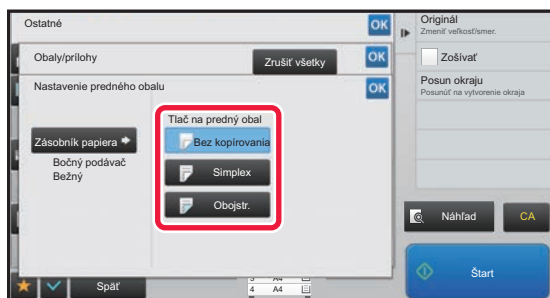 Ostatné
OK
Obaly/prílohy
Zrušiť všetky
OK
Nastavenie predného obalu
OK
Tlač na predný obal
Zásobník papiera
Bez kopírovania
Bočný podávač
Bežný
Simplex
Obojstr.
Späť
4 A4
Originál
Zmeniť veľkosť/smer.
Zošívať
Posun okraju
Posunúť na vytvorenie okraja
Náhľad
CA
Štart